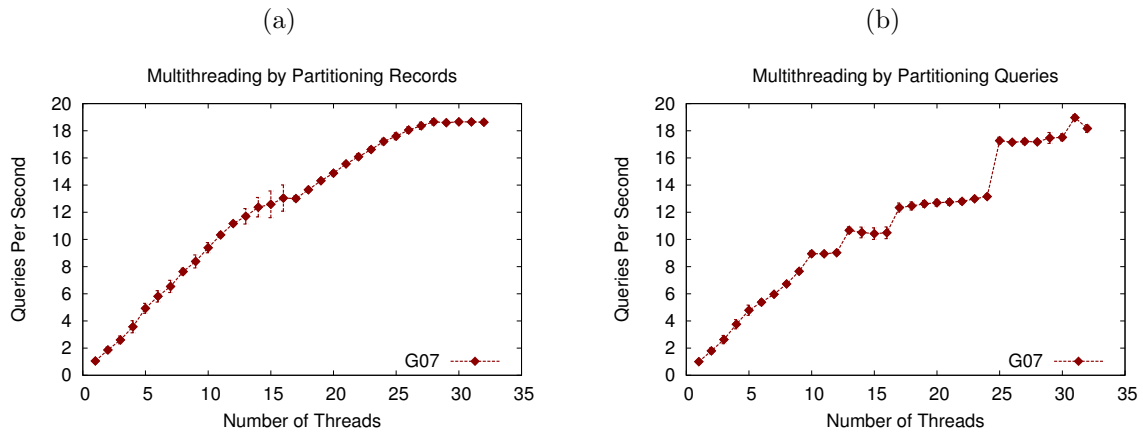 (a)
Multithreading by Partitioning Records
Queries Per Second
20
18
16
14
12
10
8
6
4
2
0
0 5 10 15 20 25 30 35
Number of Threads
G07
(b)
Multithreading by Partitioning Queries
Queries Per Second
20
18
16
14
12
10
8
6
4
2
0
0 5 10 15 20 25 30 35
Number of Threads
G07